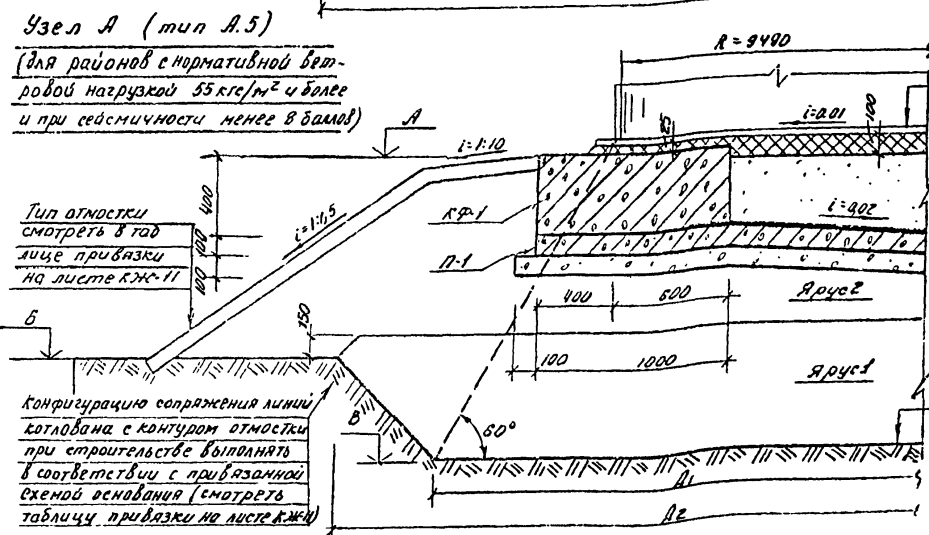 Узел А (тип А.5)
(для районов с нормативной вет-
ровой нагрузкой 55 кгс/м² и более
и при сейсмичности менее 8 баллов)
R = 9490
А
i=1:10
25
i=0.01
100
400
100
100
Тип отмостки
смотреть в таб
лице привязки
на листе КЖ-11
i=1:1,5
КФ-1
П-1
i=0,02
400
600
Ярус2
Б
150
100
1000
Ярус1
Конфигурацию сопряжения линий
котлована с контуром отмостки
при строительстве выполнять
в соответствии с привязанной
схемой основания (смотреть
таблицу привязки на листе КЖ-11)
В
60°
Д1
Д2